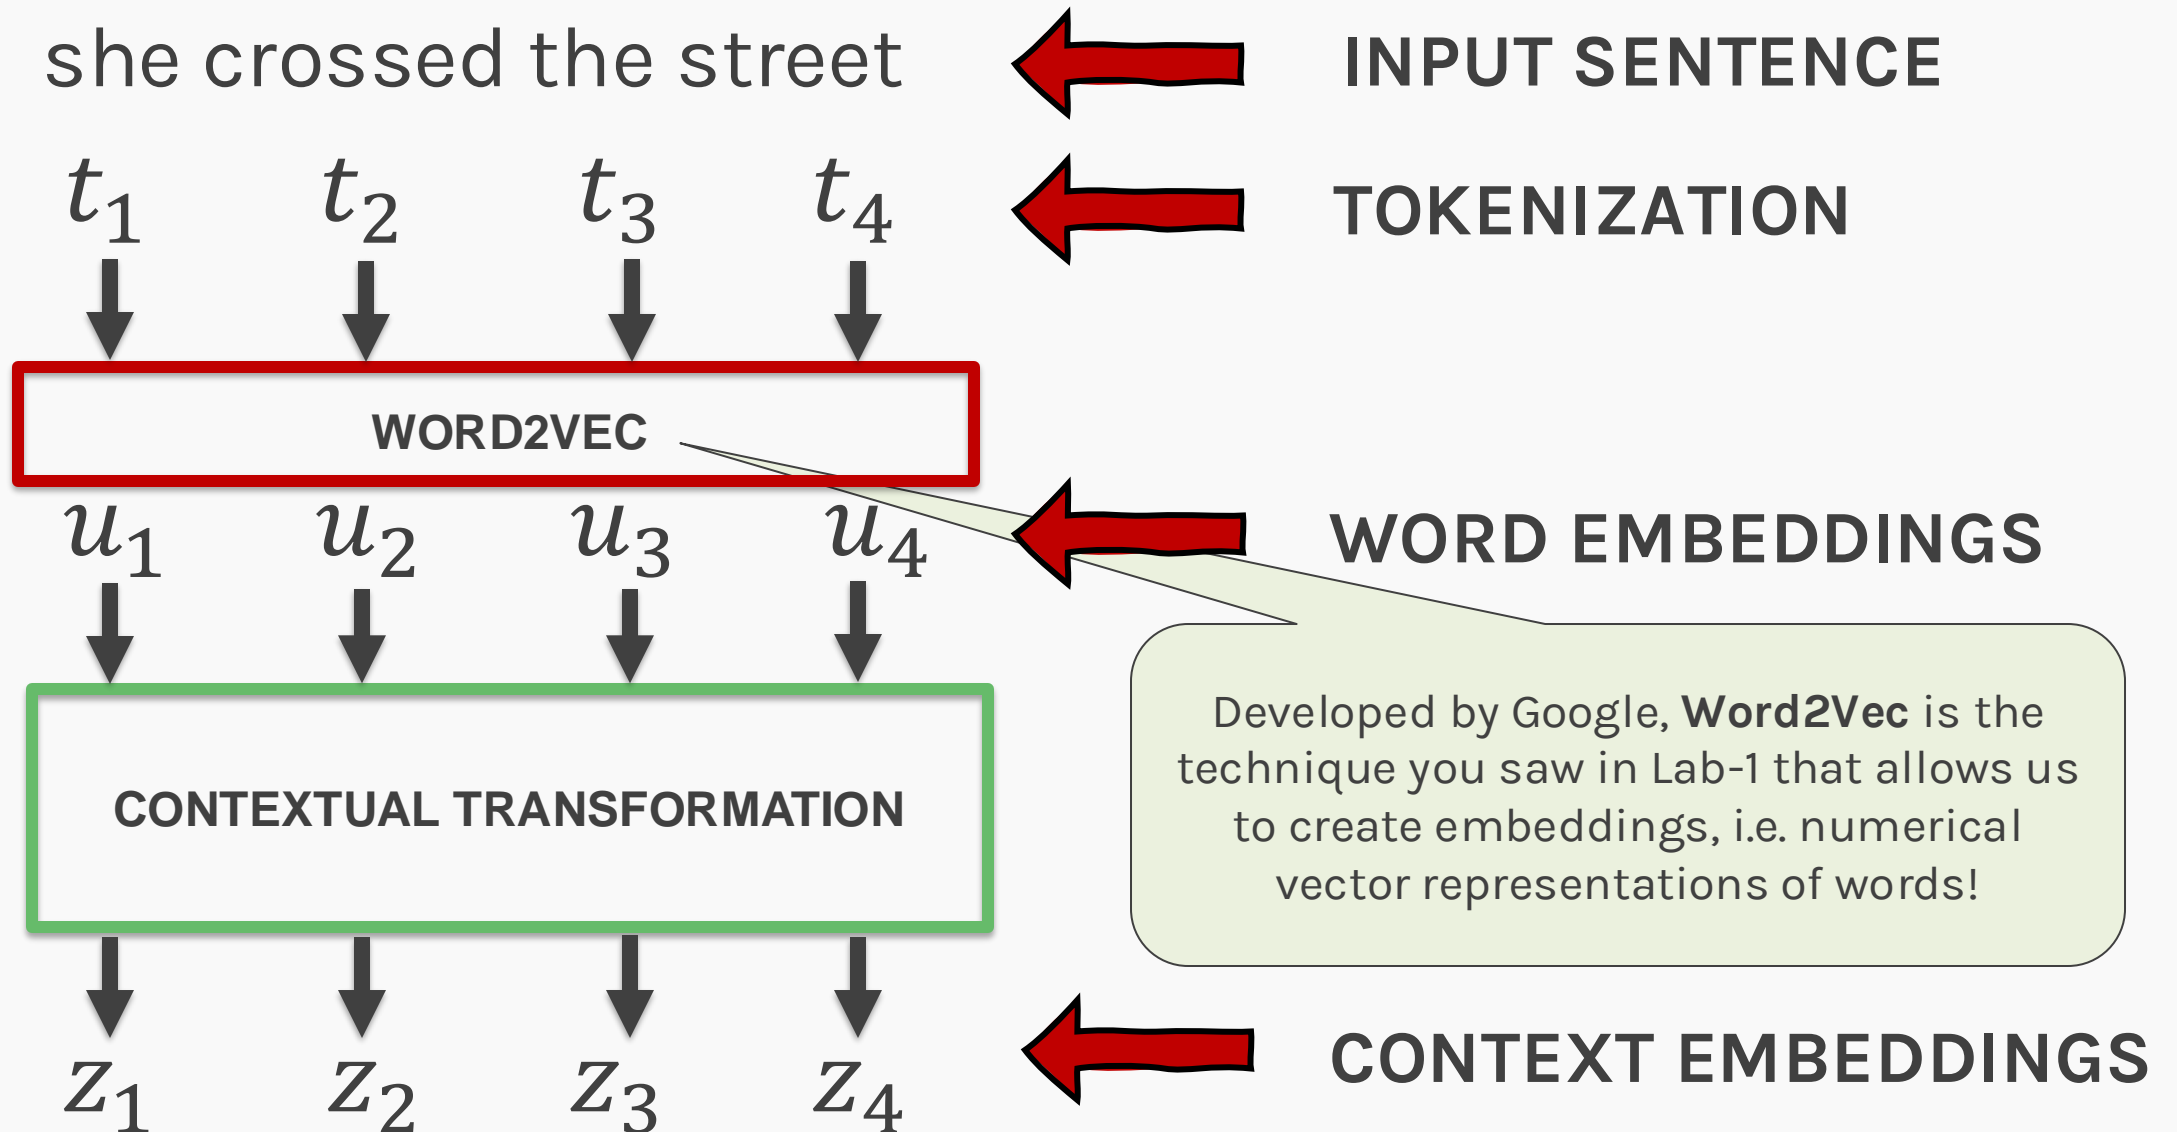 she crossed the street
INPUT SENTENCE
t₁ t₂ t₃ t₄
TOKENIZATION
WORD2VEC
u₁ u₂ u₃ u₄
WORD EMBEDDINGS
Developed by Google, Word2Vec is the
technique you saw in Lab-1 that allows us
to create embeddings, i.e. numerical
vector representations of words!
CONTEXTUAL TRANSFORMATION
z₁ z₂ z₃ z₄
CONTEXT EMBEDDINGS